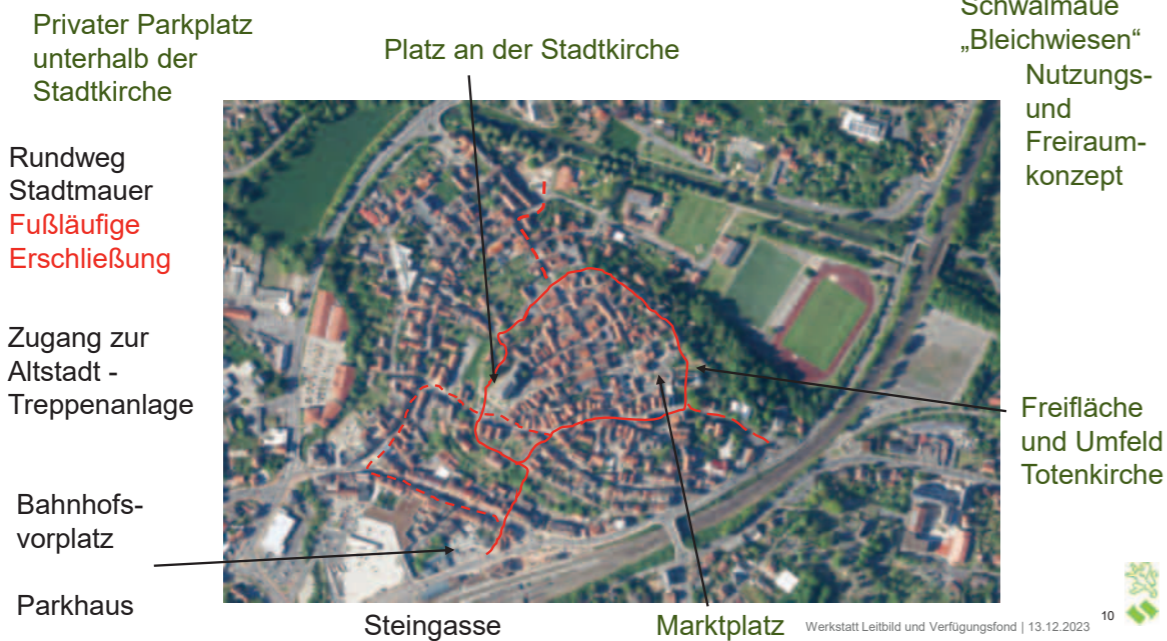 Privater Parkplatz
unterhalb der
Stadtkirche
Platz an der Stadtkirche
Schwalmaue
„Bleichwiesen“
Nutzungs-
und
Freiraum-
konzept
Rundweg
Stadtmauer
Fußläufige
Erschließung
Zugang zur
Altstadt -
Treppenanlage
Freifläche
und Umfeld
Totenkirche
Bahnhofs-
vorplatz
Parkhaus
Steingasse
Marktplatz
Werkstatt Leitbild und Verfügungsfond | 13.12.2023
10